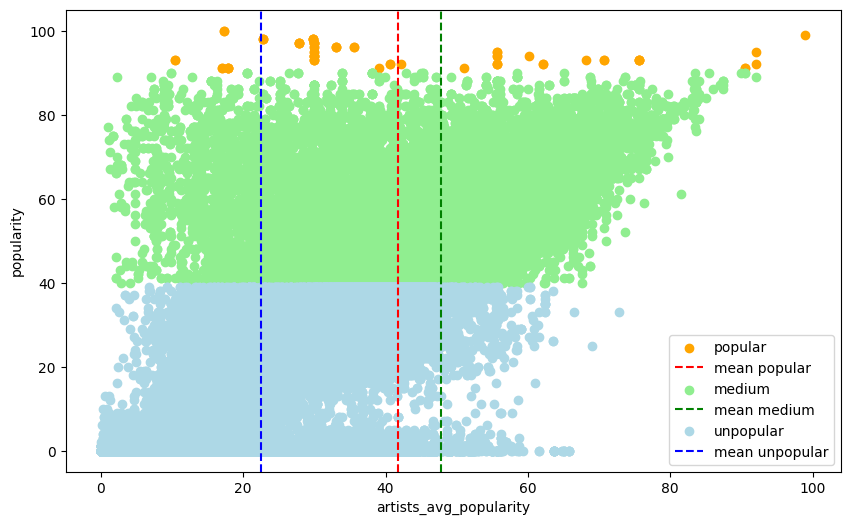 100
80
60
40
20
0
popularity
0 20 40 60 80 100
artists_avg_popularity
popular
mean popular
medium
mean medium
unpopular
mean unpopular